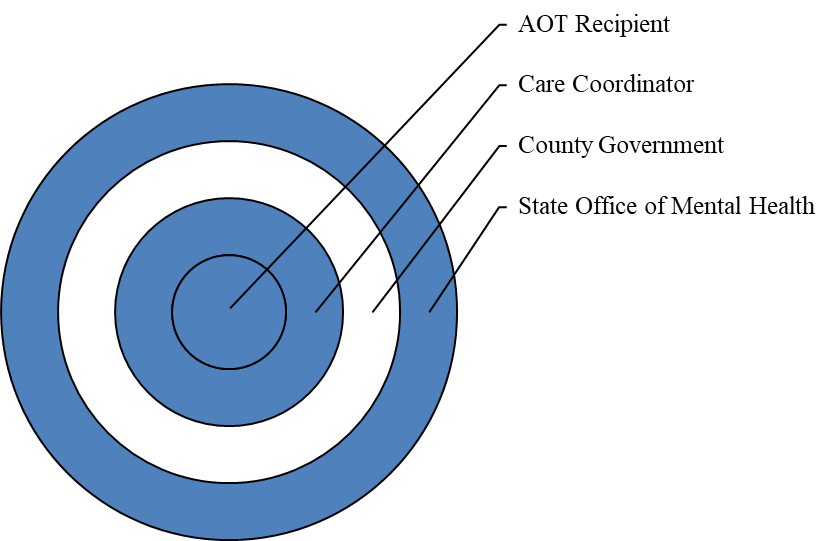 AOT Recipient
Care Coordinator
County Government
State Office of Mental Health